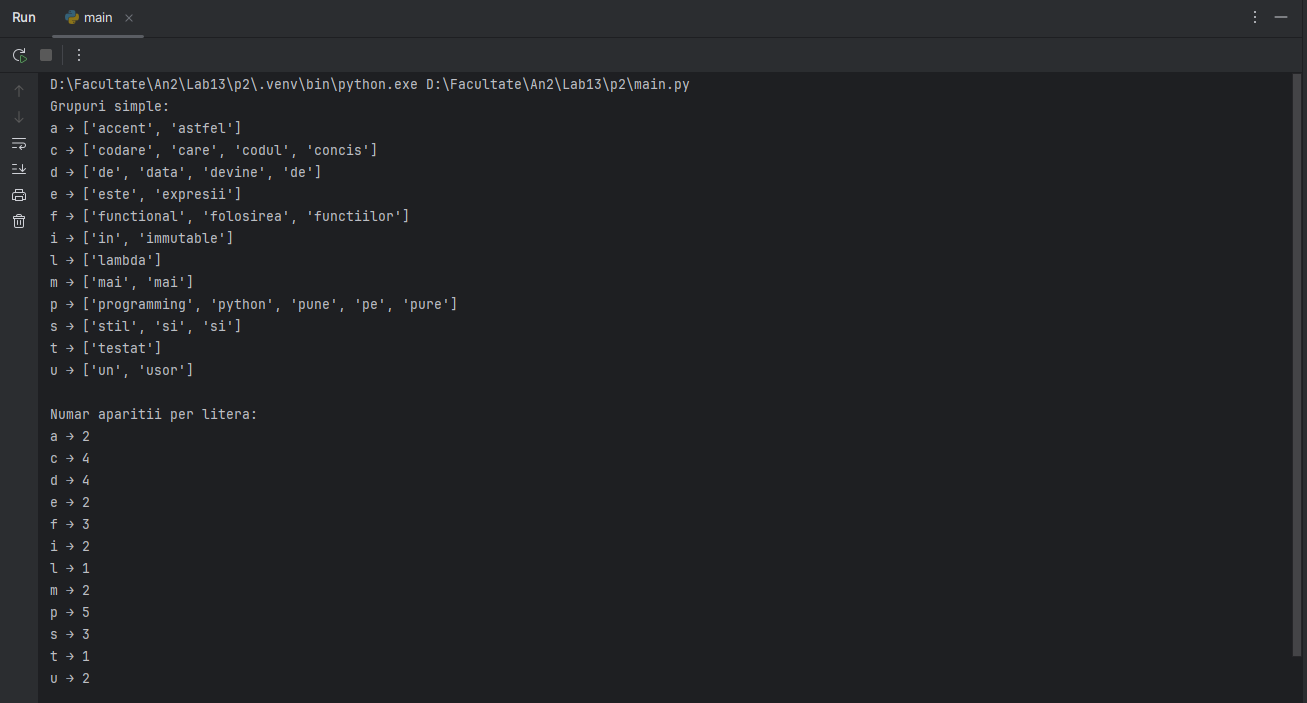 Run main
D:\Facultate\An2\Lab13\p2\.venv\bin\python.exe D:\Facultate\An2\Lab13\p2\main.py
Grupuri simple:
a → ['accent', 'astfel']
c → ['codare', 'care', 'codul', 'concis']
d → ['de', 'data', 'devine', 'de']
e → ['este', 'expresii']
f → ['functional', 'folosirea', 'functiilor']
i → ['in', 'immutable']
l → ['lambda']
m → ['mai', 'mai']
p → ['programming', 'python', 'pune', 'pe', 'pure']
s → ['stil', 'si', 'si']
t → ['testat']
u → ['un', 'usor']
Numar aparitii per litera:
a → 2
c → 4
d → 4
e → 2
f → 3
i → 2
l → 1
m → 2
p → 5
s → 3
t → 1
u → 2